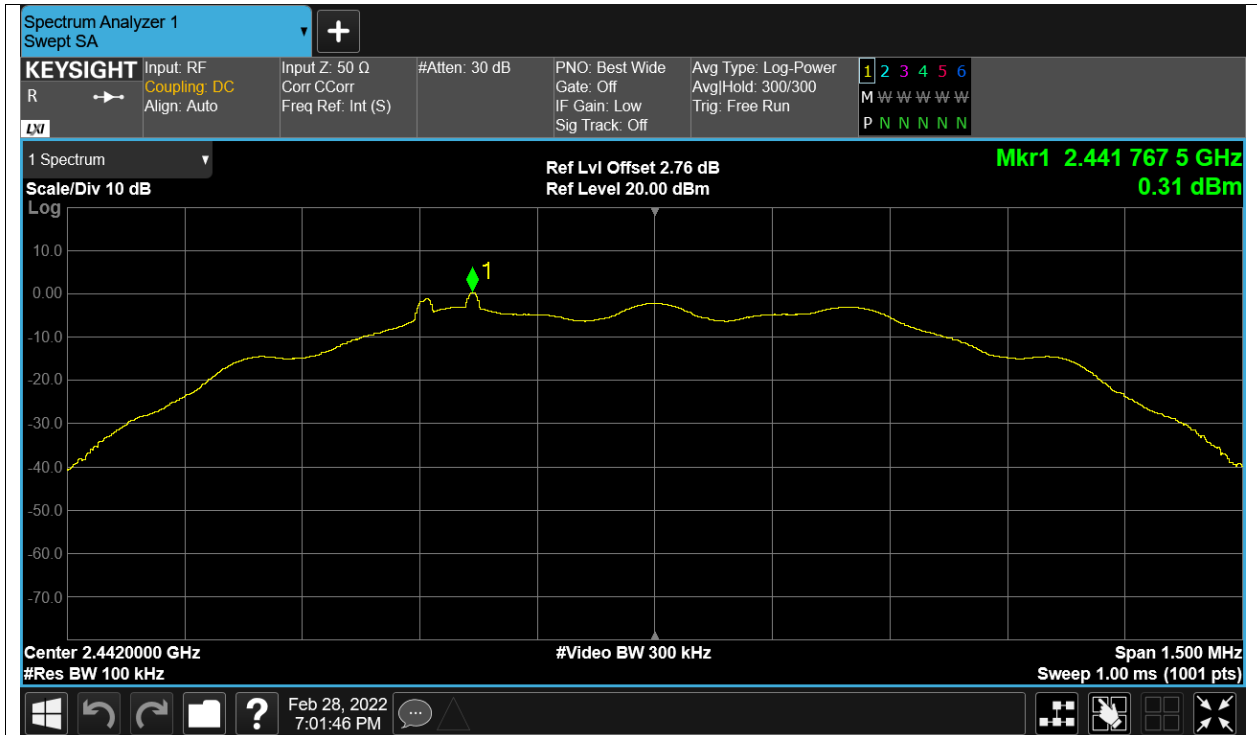 Spectrum Analyzer 1
Swept SA
+
KEYSIGHT
R
LXI
Input: RF
Coupling: DC
Align: Auto
Input Z: 50 Ω
Corr CCorr
Freq Ref: Int (S)
#Atten: 30 dB
PNO: Best Wide
Gate: Off
IF Gain: Low
Sig Track: Off
Avg Type: Log-Power
Avg|Hold: 300/300
Trig: Free Run
1 2 3 4 5 6
M W W W W W
P N N N N N
1 Spectrum
Scale/Div 10 dB
Log
Ref Lvl Offset 2.76 dB
Ref Level 20.00 dBm
Mkr1 2.441 767 5 GHz
0.31 dBm
10.0
0.00
-10.0
-20.0
-30.0
-40.0
-50.0
-60.0
-70.0
1
Center 2.4420000 GHz
#Res BW 100 kHz
#Video BW 300 kHz
Span 1.500 MHz
Sweep 1.00 ms (1001 pts)
?
Feb 28, 2022
7:01:46 PM